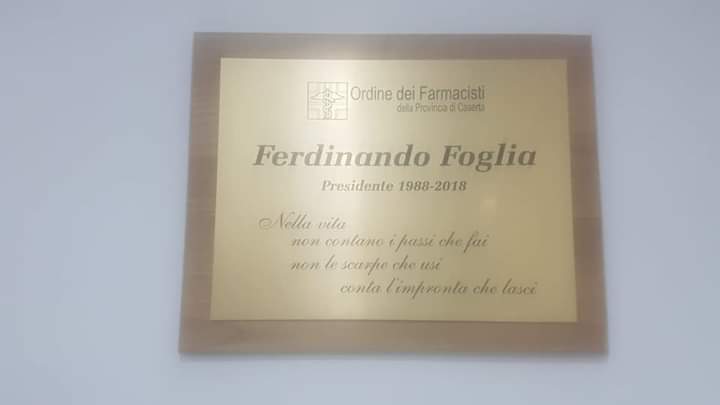 Ordine dei Farmacisti
della Provincia di Caserta
Ferdinando Foglia
Presidente 1988-2018
Nella vita
non contano i passi che fai
non le scarpe che usi
conta l'impronta che lasci